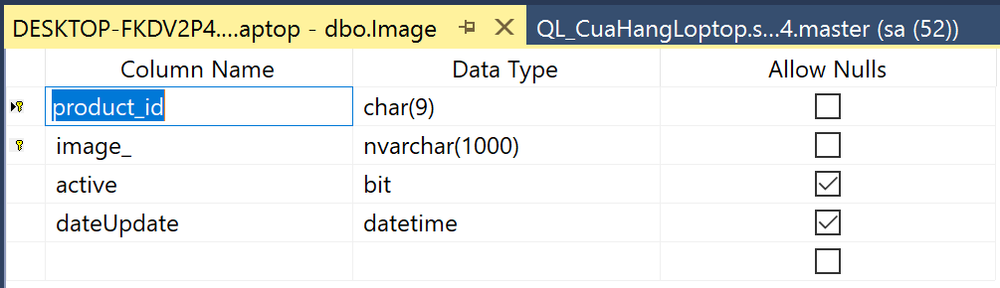 DESKTOP-FKDV2P4....aptop - dbo.Image QL_CuaHangLoptop.s...4.master (sa (52))
Column Name Data Type Allow Nulls
product_id char(9)
image_ nvarchar(1000)
active bit
dateUpdate datetime